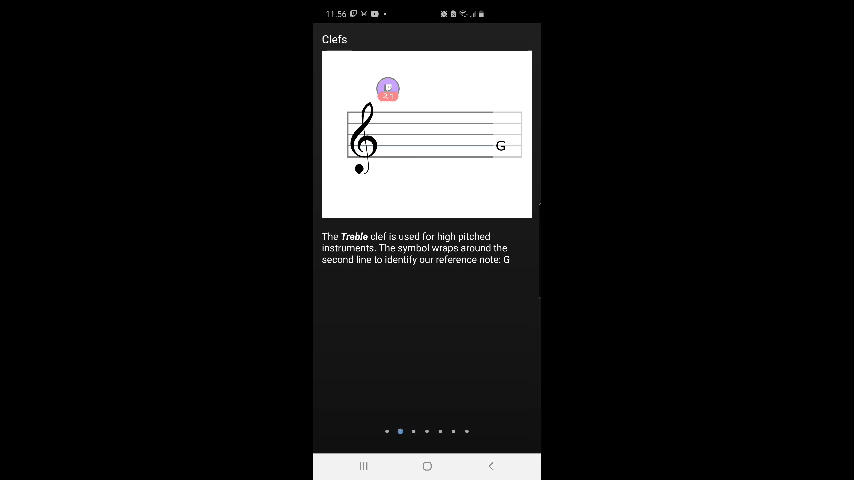 11.56
Clefs
G
The Treble clef is used for high pitched
instruments. The symbol wraps around the
second line to identify our reference note: G